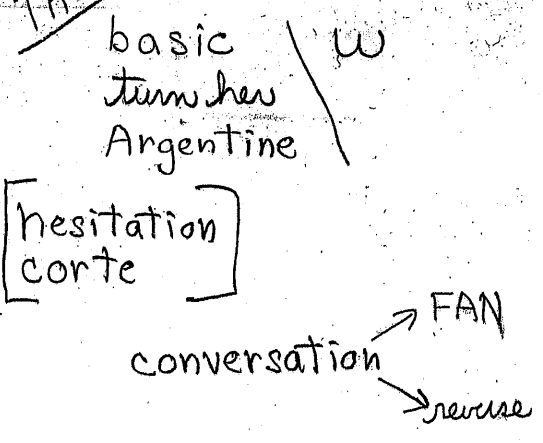 basic \ W
turn her
Argentine
[hesitation
corte]
conversation → FAN
→ reverse